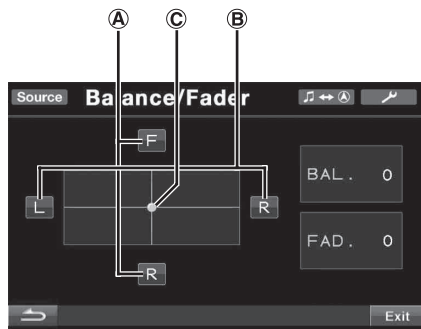 A C B
Source Balance/Fader
F
L R
R
BAL. 0
FAD. 0
Exit